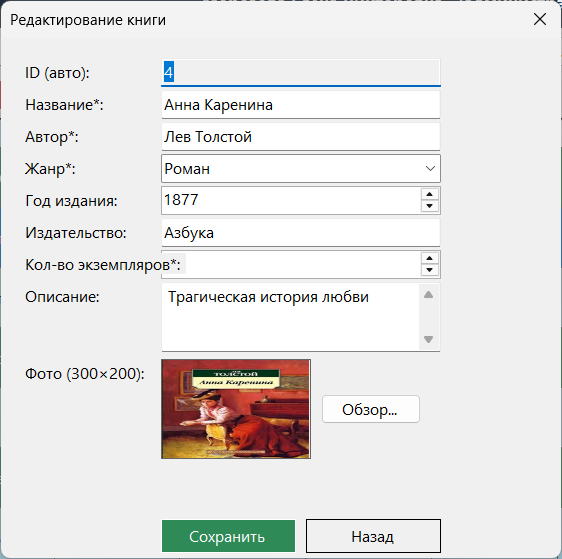 Редактирование книги
ID (авто): 4
Название*: Анна Каренина
Автор*: Лев Толстой
Жанр*: Роман
Год издания: 1877
Издательство: Азбука
Кол-во экземпляров*:
Описание: Трагическая история любви
Фото (300×200):
ТОЛСТОЙ
Анна Каренина
Обзор...
Сохранить Назад